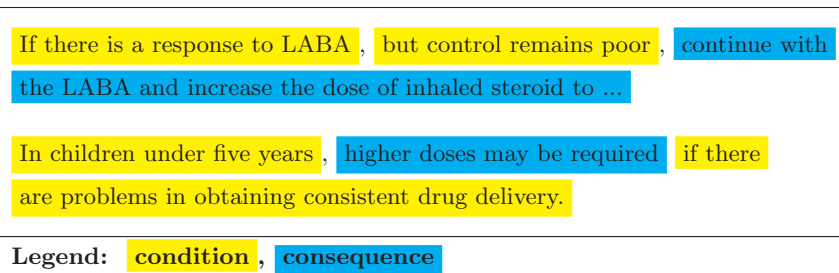 If there is a response to LABA , but control remains poor , continue with
the LABA and increase the dose of inhaled steroid to ...
In children under five years , higher doses may be required if there
are problems in obtaining consistent drug delivery.
Legend: condition , consequence